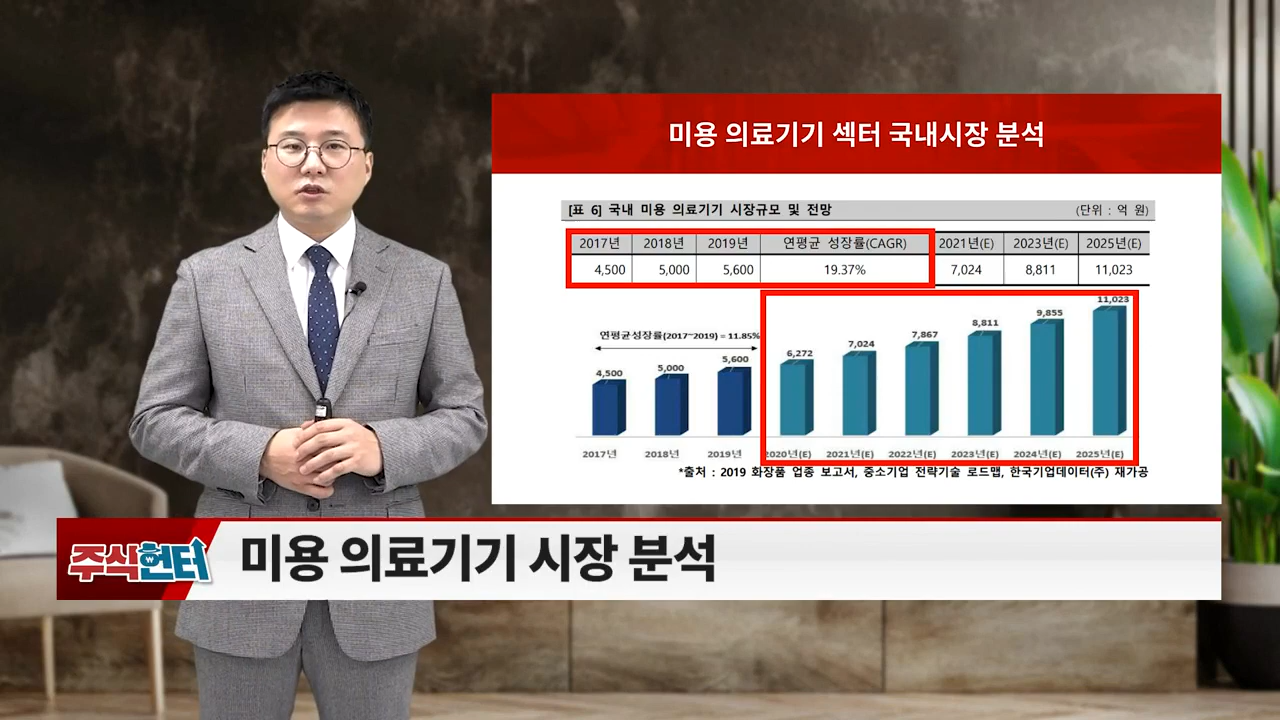 미용 의료기기 섹터 국내시장 분석
[표 6] 국내 미용 의료기기 시장규모 및 전망 (단위 : 억 원)
2017년 2018년 2019년 연평균 성장률(CAGR) 2021년(E) 2023년(E) 2025년(E)
4,500 5,000 5,600 19.37% 7,024 8,811 11,023
연평균성장률(2017~2019) = 11.85%
4,500 5,000 5,600 6,272 7,024 7,867 8,811 9,855 11,023
2017년 2018년 2019년 2020년(E) 2021년(E) 2022년(E) 2023년(E) 2024년(E) 2025년(E)
*출처 : 2019 화장품 업종 보고서, 중소기업 전략기술 로드맵, 한국기업데이터(주) 재가공
주식헌터 미용 의료기기 시장 분석